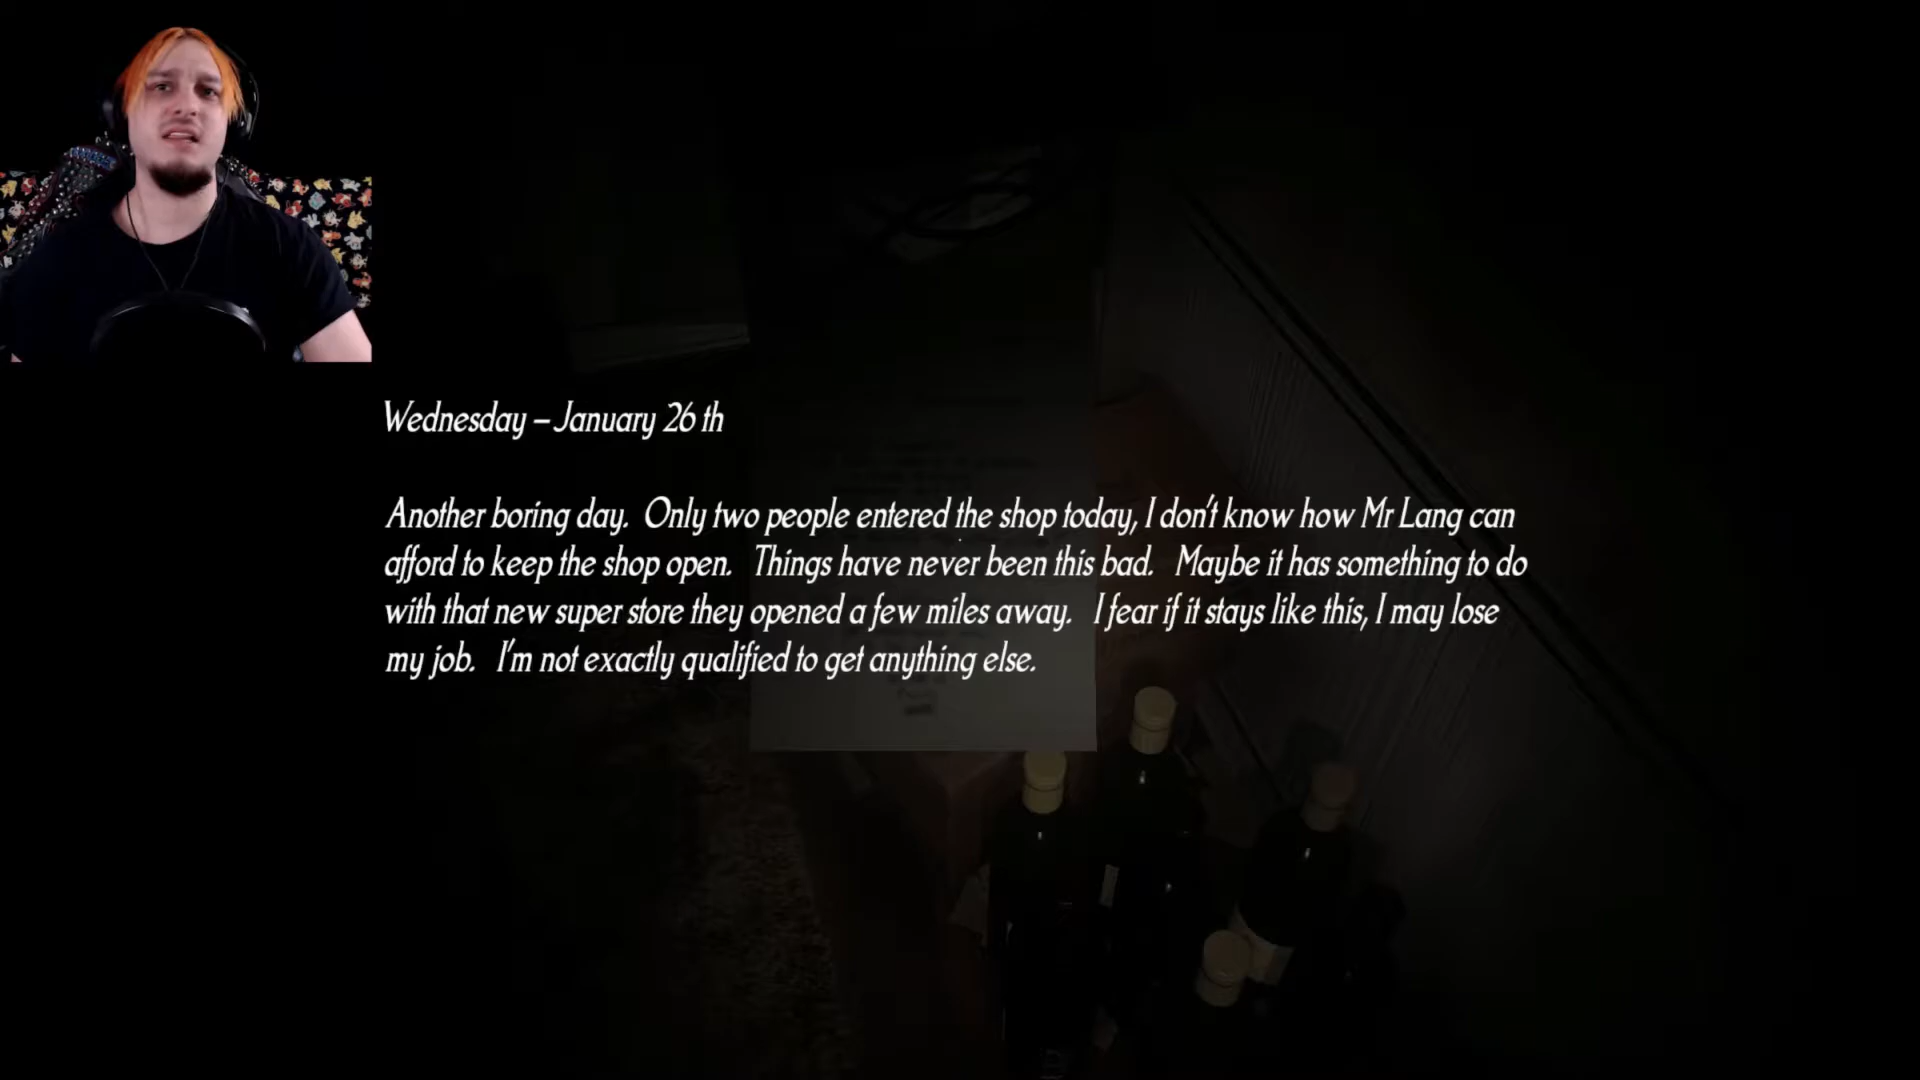 Wednesday – January 26 th
Another boring day. Only two people entered the shop today, I don't know how Mr Lang can
afford to keep the shop open. Things have never been this bad. Maybe it has something to do
with that new super store they opened a few miles away. I fear if it stays like this, I may lose
my job. I'm not exactly qualified to get anything else.